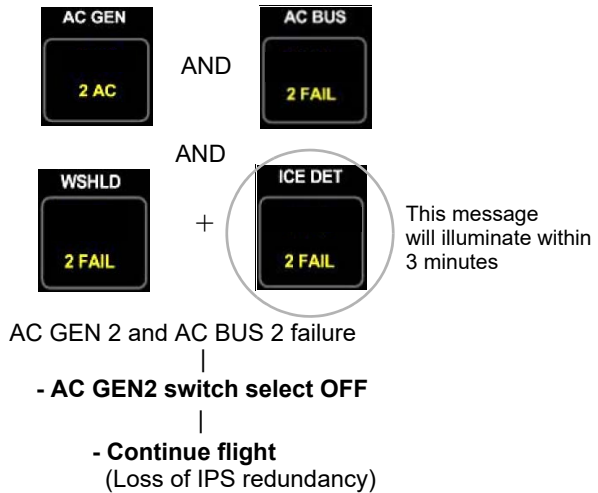 AC GEN
2 AC
AND
AC BUS
2 FAIL
AND
WSHLD
2 FAIL
+
ICE DET
2 FAIL
This message
will illuminate within
3 minutes
AC GEN 2 and AC BUS 2 failure
|
- AC GEN2 switch select OFF
|
- Continue flight
(Loss of IPS redundancy)